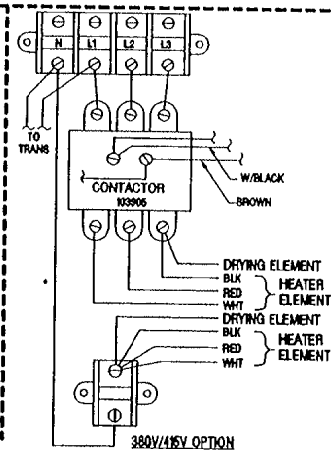 N L1 L2 L3
TO
TRANS
W/BLACK
CONTACTOR
103905
BROWN
DRYING ELEMENT
BLK
RED
WHT
HEATER
ELEMENT
DRYING ELEMENT
BLK
RED
WHT
HEATER
ELEMENT
380V/415V OPTION